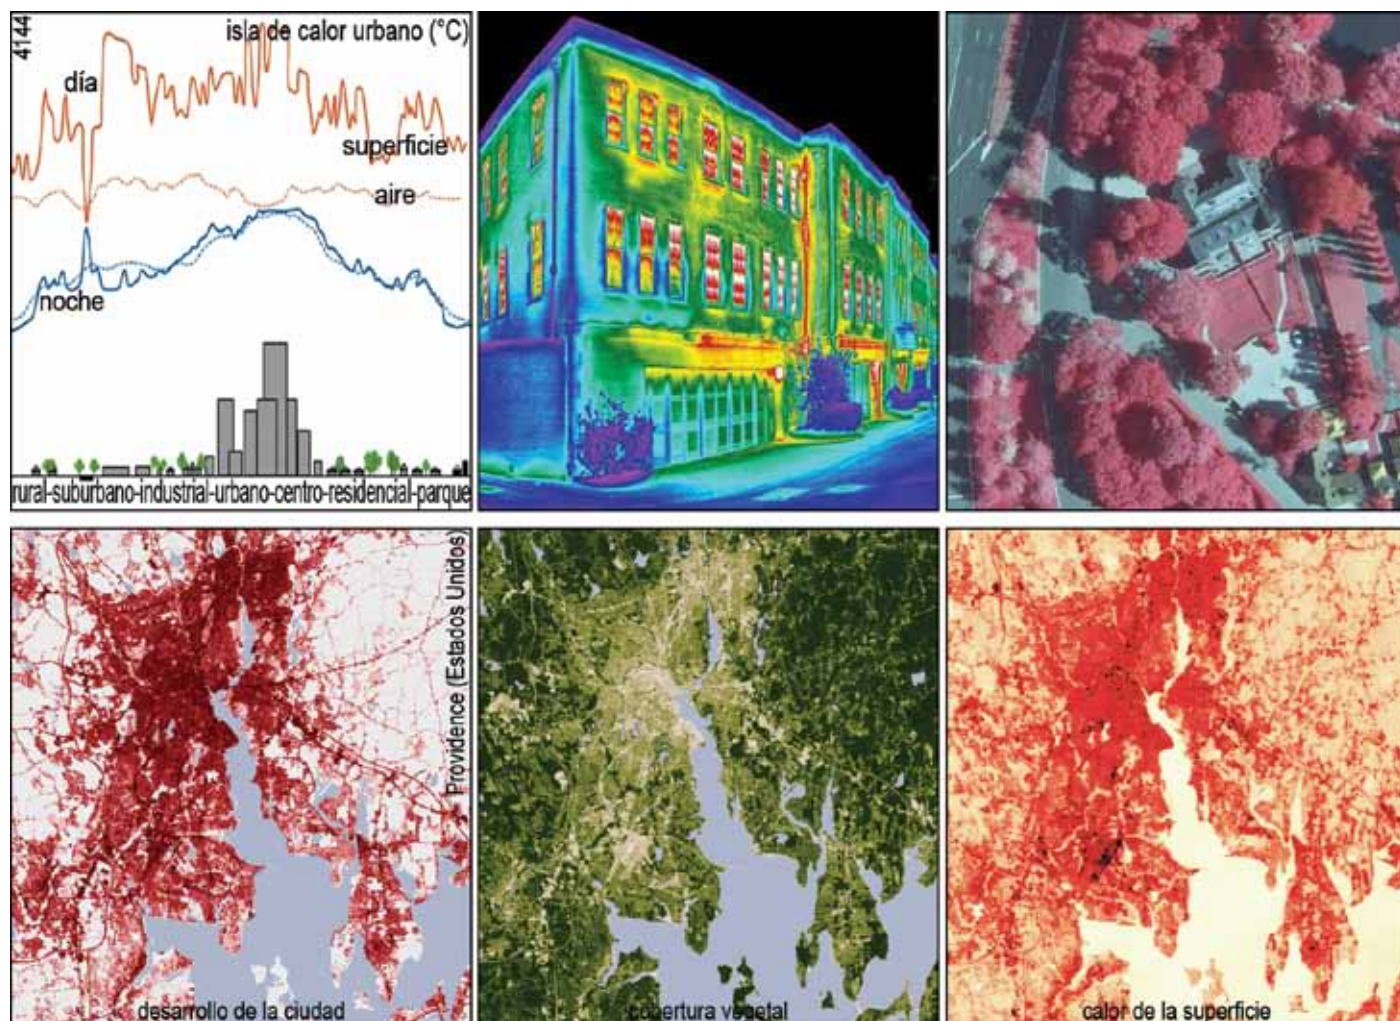 4144
isla de calor urbano (°C)
día
superficie
aire
noche
rural-suburbano-industrial-urbano-centro-residencial-parque
Providence (Estados Unidos)
desarrollo de la ciudad
cobertura vegetal
calor de la superficie